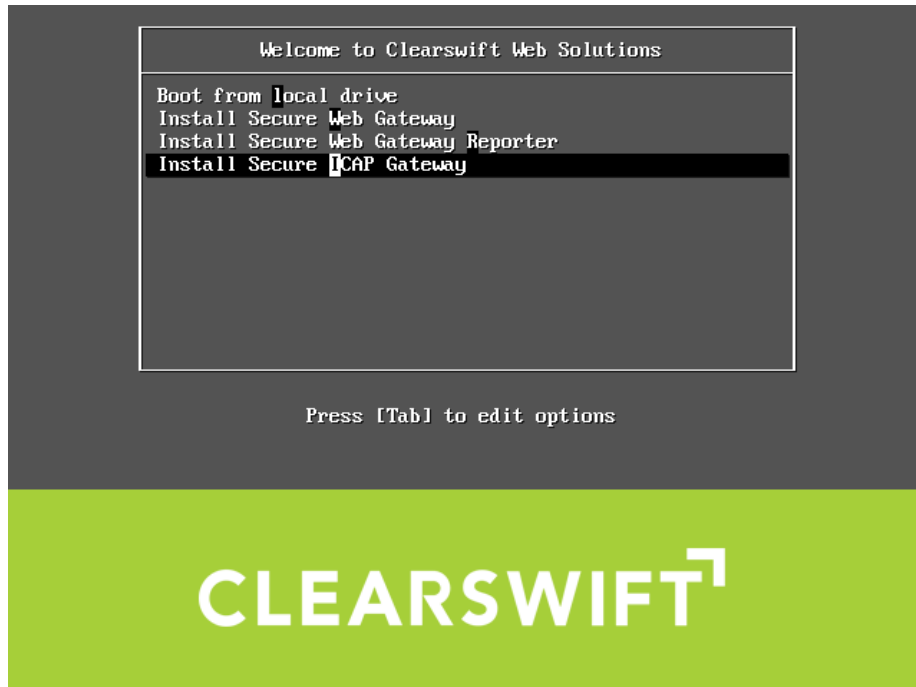 Welcome to Clearswift Web Solutions
Boot from local drive
Install Secure Web Gateway
Install Secure Web Gateway Reporter
Install Secure ICAP Gateway
Press [Tab] to edit options
CLEARSWIFT